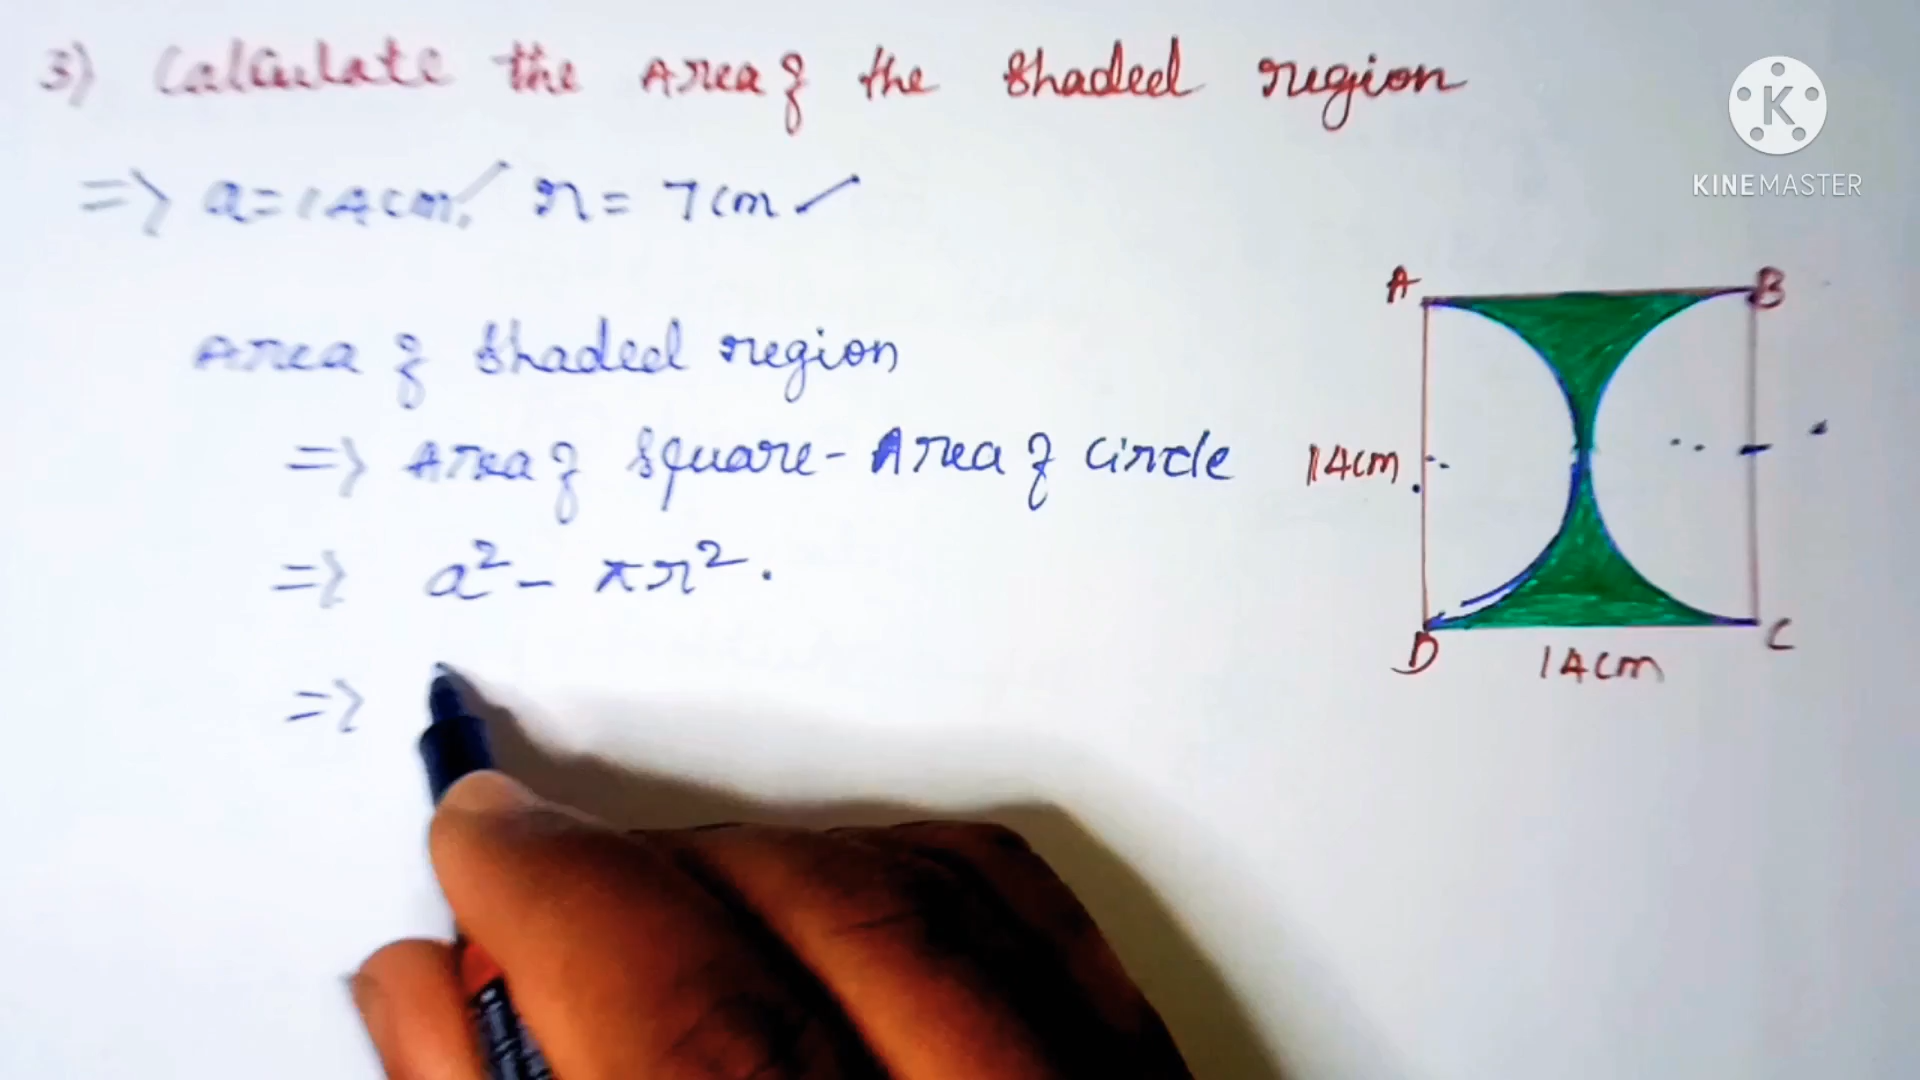 3) Calculate the Area of the shaded region
K
KINEMASTER
=> a=14cm. r = 7cm
Area of shaded region
=> Area of Square - Area of circle
=> a² - πr².
=>
A
B
14cm
D
C
14cm